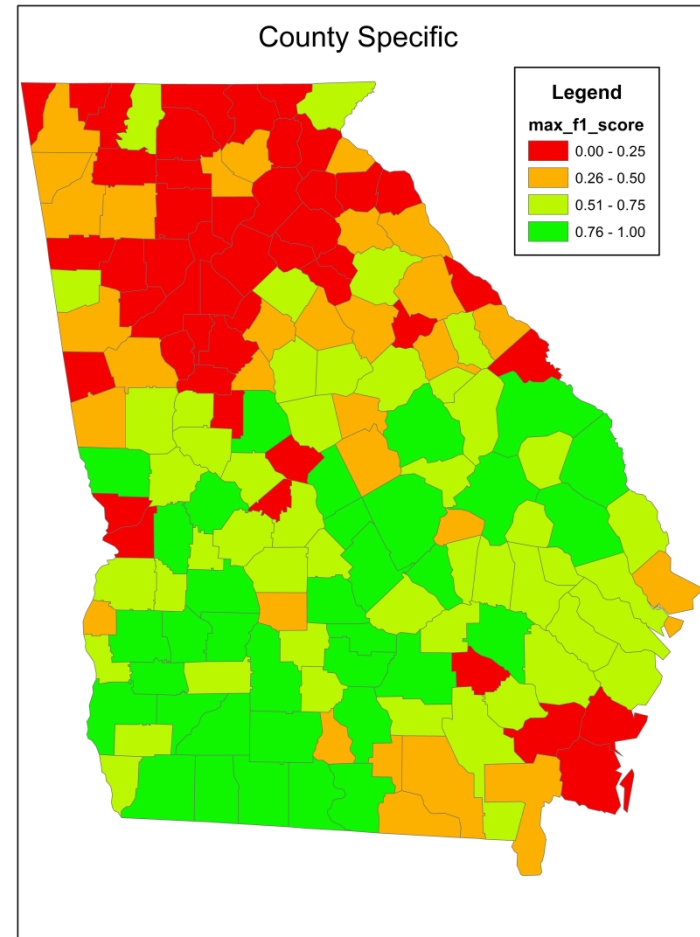 County Specific
Legend
max_f1_score
0.00 - 0.25
0.26 - 0.50
0.51 - 0.75
0.76 - 1.00